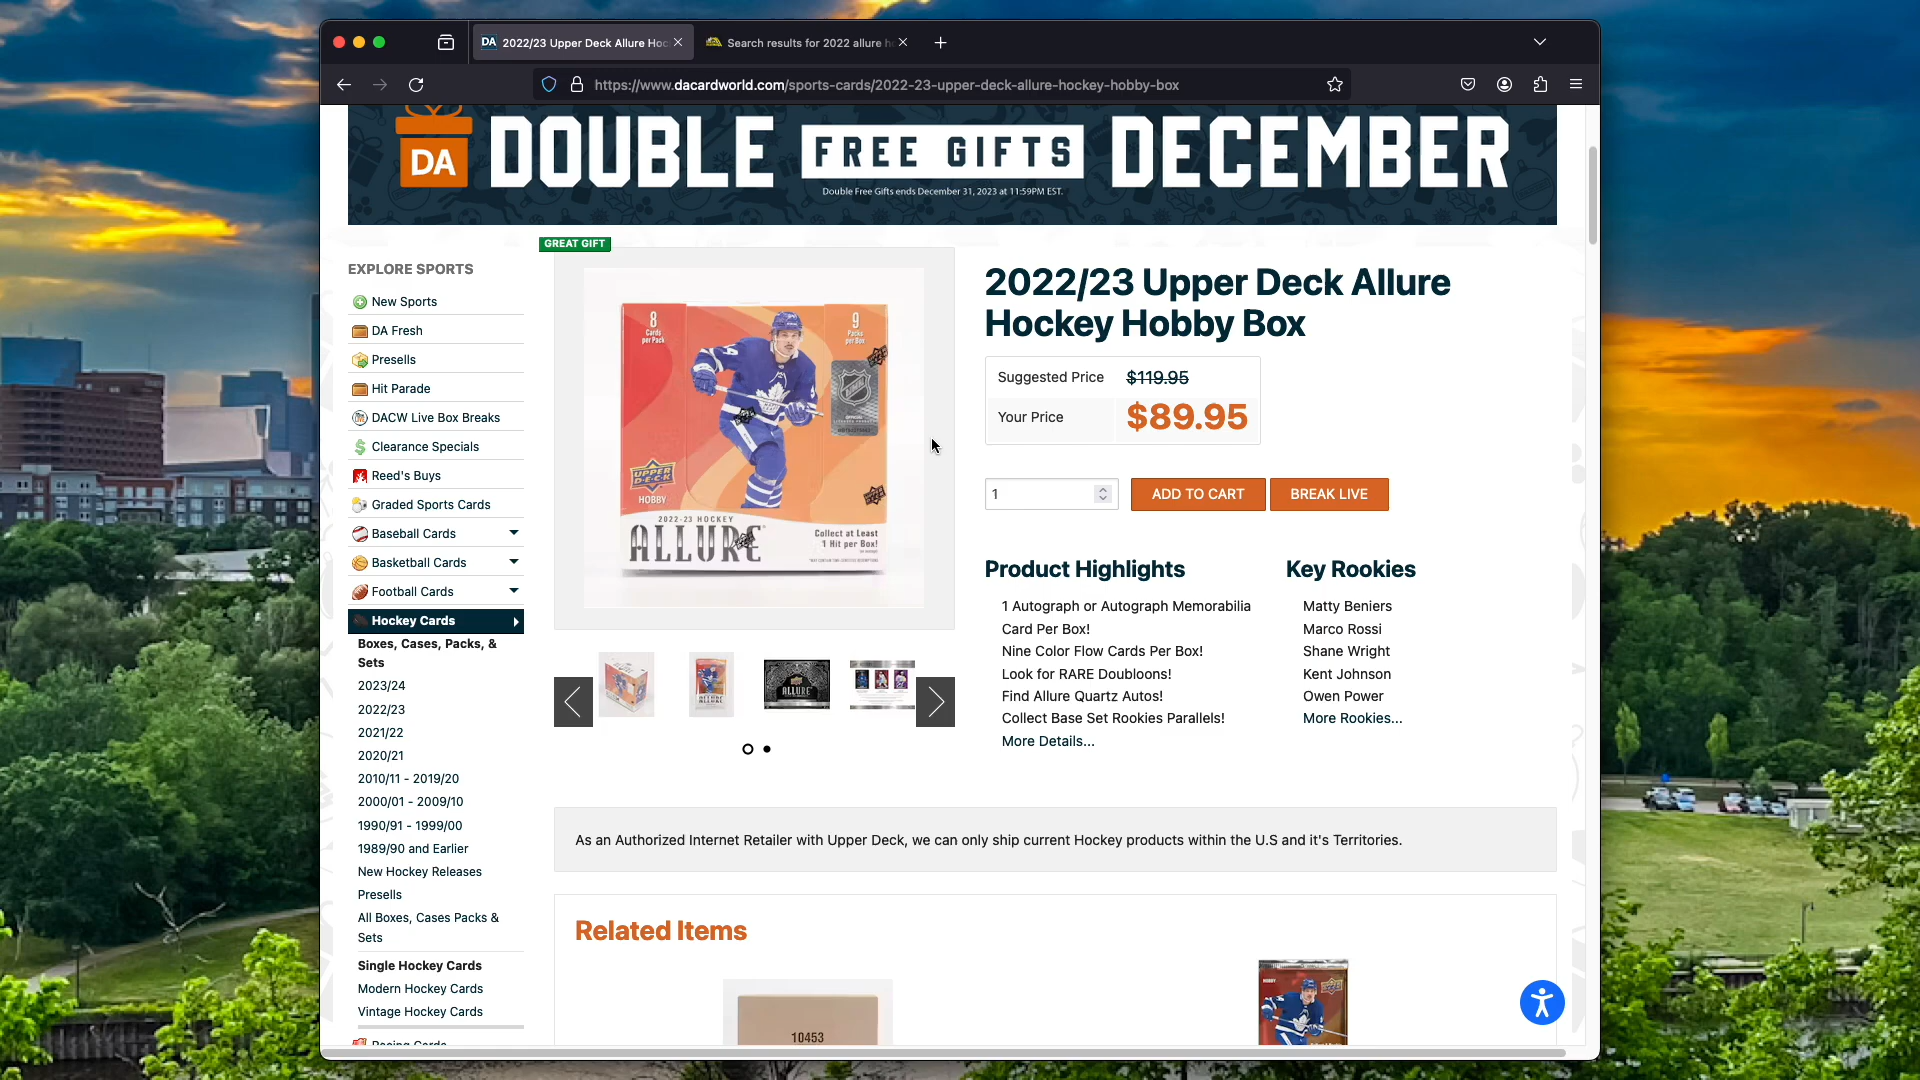 2022/23 Upper Deck Allure Hoc
Search results for 2022 allure h
https://www.dacardworld.com/sports-cards/2022-23-upper-deck-allure-hockey-hobby-box
DA DOUBLE FREE GIFTS DECEMBER
Double Free Gifts ends December 31, 2023 at 11:59PM EST.
GREAT GIFT
EXPLORE SPORTS
New Sports
DA Fresh
Presells
Hit Parade
DACW Live Box Breaks
Clearance Specials
Reed's Buys
Graded Sports Cards
Baseball Cards
Basketball Cards
Football Cards
Hockey Cards
Boxes, Cases, Packs, &
Sets
2023/24
2022/23
2021/22
2020/21
2010/11 - 2019/20
2000/01 - 2009/10
1990/91 - 1999/00
1989/90 and Earlier
New Hockey Releases
Presells
All Boxes, Cases Packs &
Sets
Single Hockey Cards
Modern Hockey Cards
Vintage Hockey Cards
Racing Cards
8
Cards
per Pack
9
Packs
per Box
UPPER
DECK
HOBBY
2022-23 HOCKEY
ALLURE
Collect at Least
1 Hit per Box!
ALLURE
2022/23 Upper Deck Allure
Hockey Hobby Box
Suggested Price $119.95
Your Price $89.95
1
ADD TO CART
BREAK LIVE
Product Highlights
1 Autograph or Autograph Memorabilia
Card Per Box!
Nine Color Flow Cards Per Box!
Look for RARE Doubloons!
Find Allure Quartz Autos!
Collect Base Set Rookies Parallels!
More Details...
Key Rookies
Matty Beniers
Marco Rossi
Shane Wright
Kent Johnson
Owen Power
More Rookies...
As an Authorized Internet Retailer with Upper Deck, we can only ship current Hockey products within the U.S and it's Territories.
Related Items
10453
HOBBY